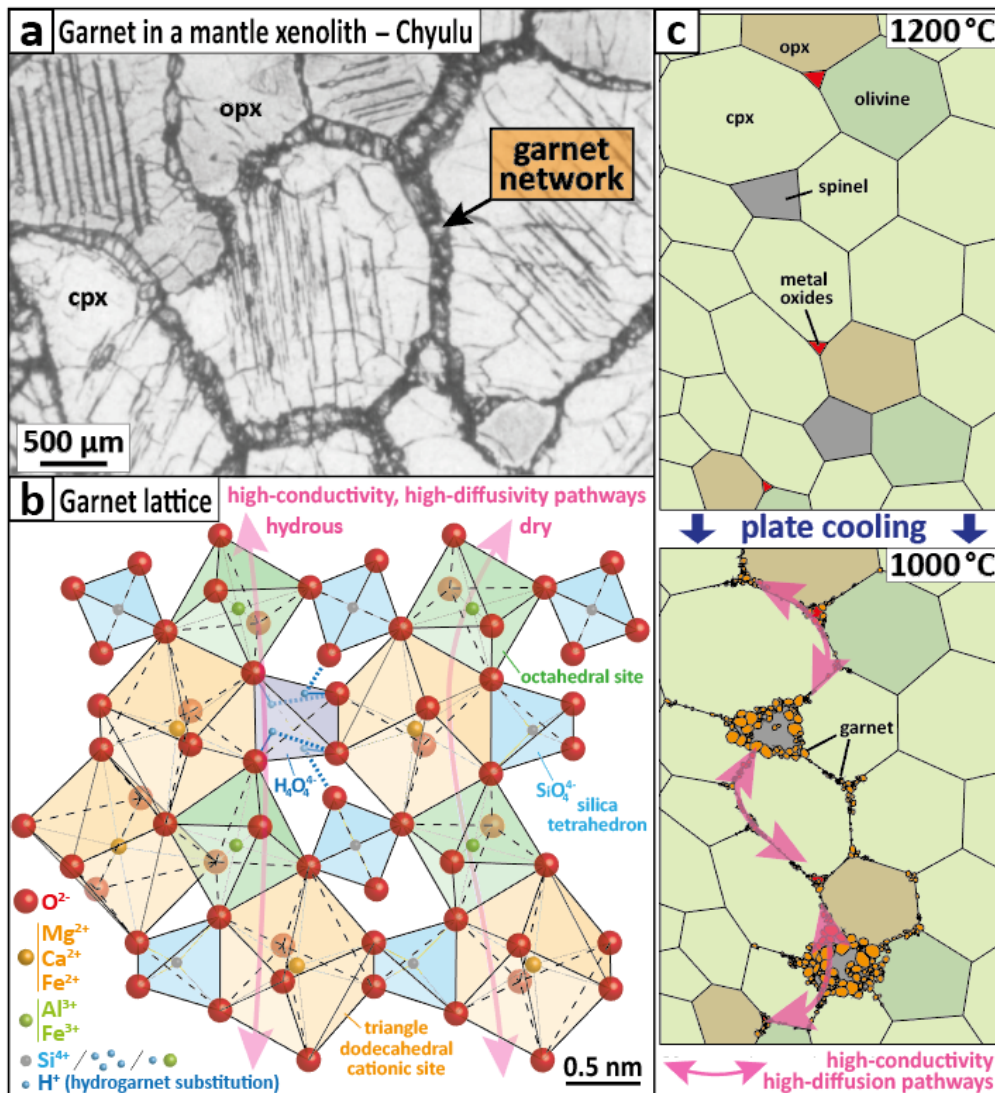 a
Garnet in a mantle xenolith – Chyulu
opx
garnet
network
cpx
500 µm
b
Garnet lattice
high-conductivity, high-diffusivity pathways
hydrous
dry
octahedral site
H₄O₄⁴⁻
SiO₄⁴⁻
silica
tetrahedron
O²⁻
Mg²⁺
Ca²⁺
Fe²⁺
Al³⁺
Fe³⁺
Si⁴⁺ / /
H⁺ (hydrogarnet substitution)
triangle
dodecahedral
cationic site
0.5 nm
c
1200 °C
opx
olivine
cpx
spinel
metal
oxides
plate cooling
1000 °C
garnet
high-conductivity
high-diffusion pathways